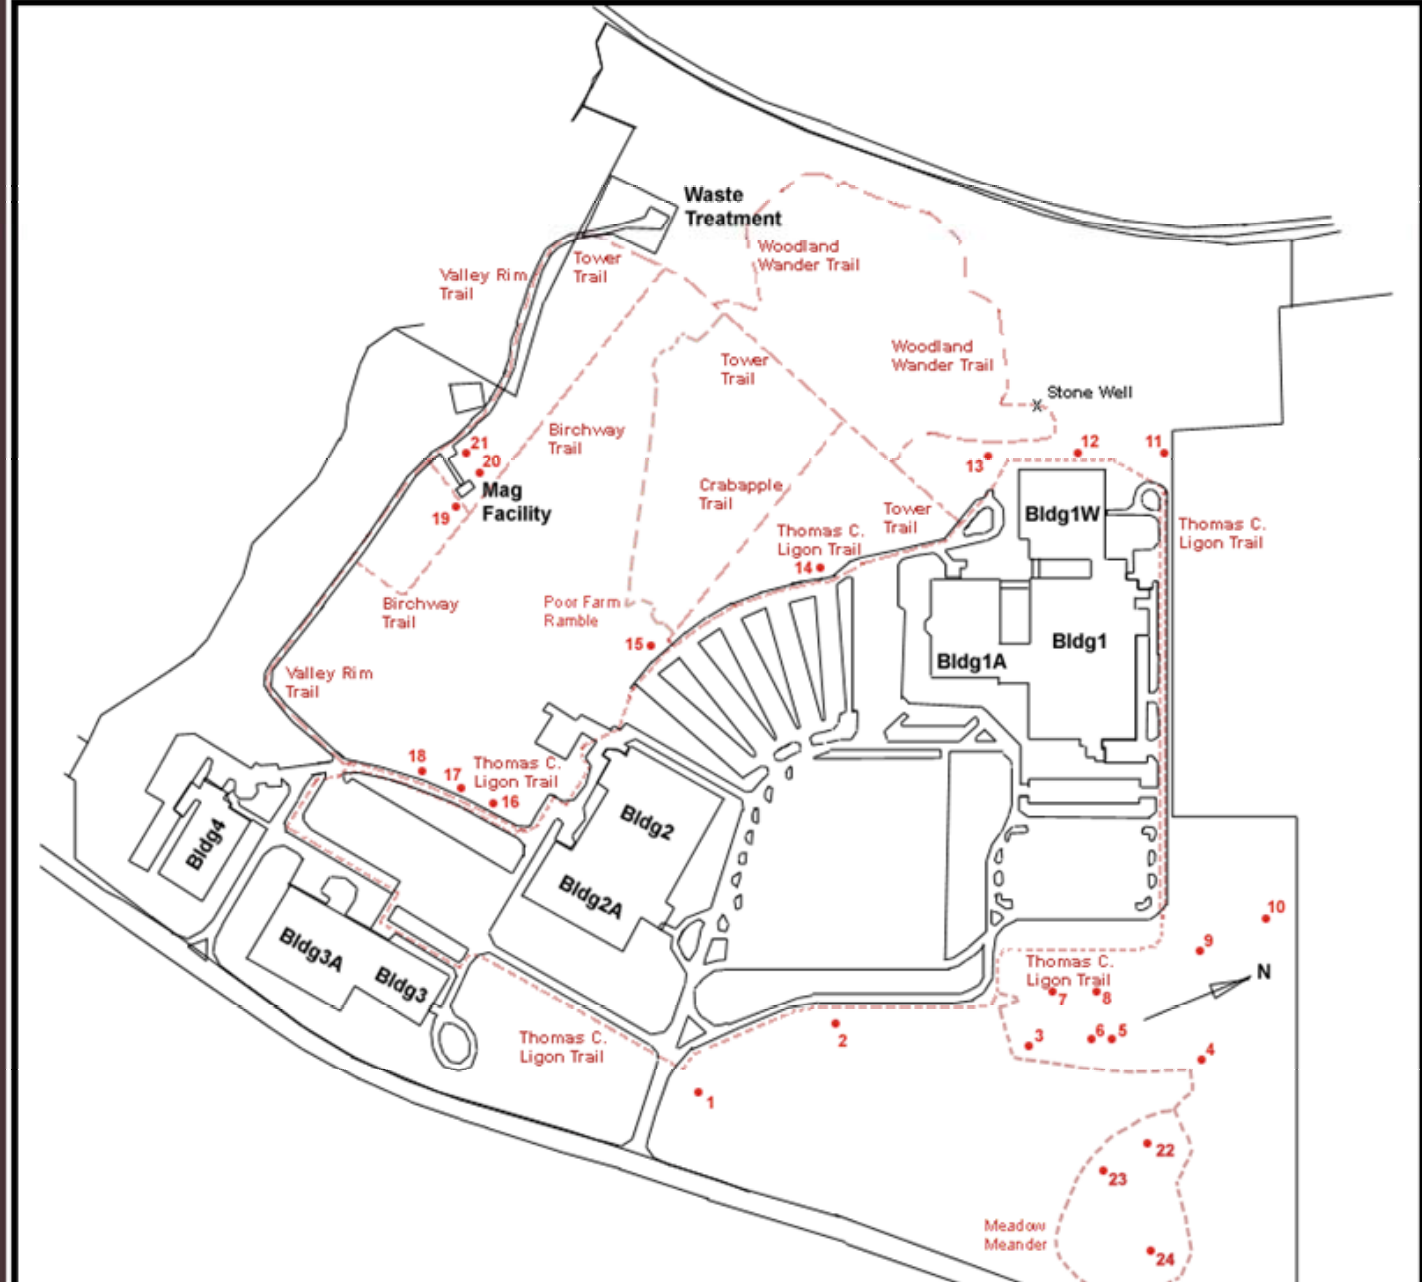 Waste
Treatment
Woodland
Wander Trail
Tower
Trail
Valley Rim
Trail
Woodland
Wander Trail
Tower
Trail
Stone Well
Birchway
Trail
21
20
12
11
13
Mag
Facility
19
Crabapple
Trail
Tower
Trail
Bldg1W
Thomas C.
Ligon Trail
Thomas C.
Ligon Trail
14
Birchway
Trail
Poor Farm
Ramble
15
Bldg1A
Bldg1
Valley Rim
Trail
18
17
Thomas C.
Ligon Trail
16
Bldg4
Bldg2
Bldg2A
10
9
Bldg3A
Bldg3
Thomas C.
Ligon Trail
N
7
8
Thomas C.
Ligon Trail
2
3
6
5
4
1
22
23
Meadow
Meander
24